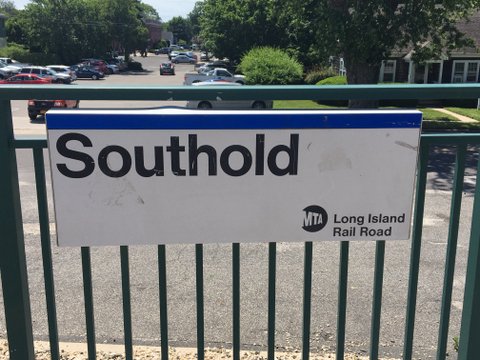 Southold
MTA
Long Island
Rail Road